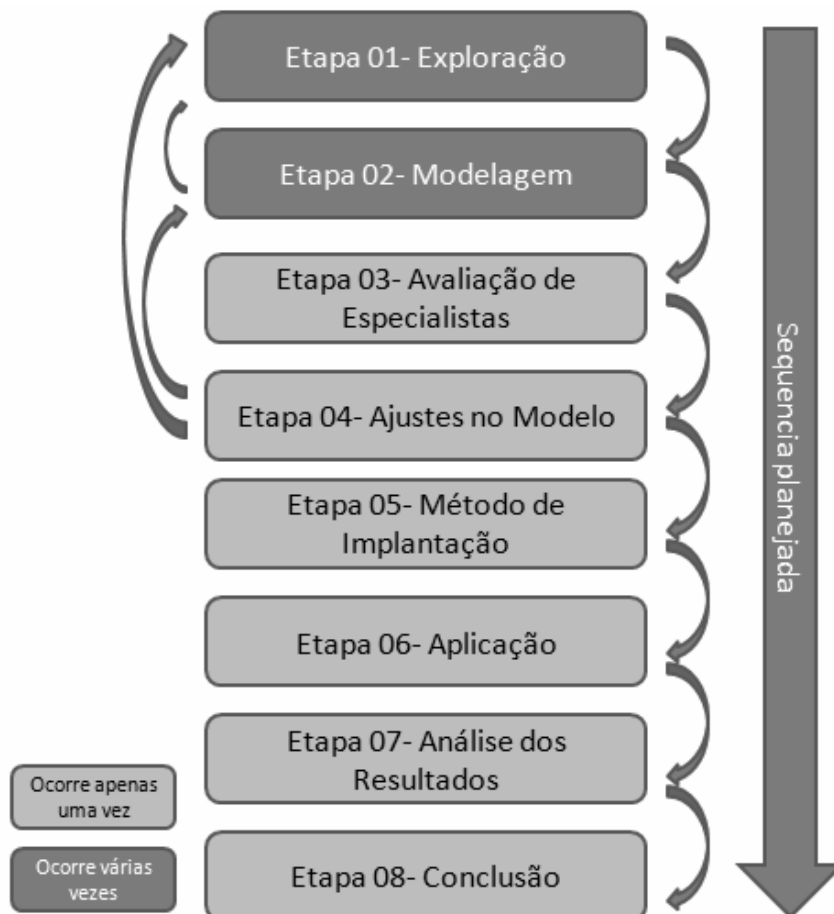 Etapa 01- Exploração
Etapa 02- Modelagem
Etapa 03- Avaliação de
Especialistas
Etapa 04- Ajustes no Modelo
Etapa 05- Método de
Implantação
Etapa 06- Aplicação
Etapa 07- Análise dos
Resultados
Etapa 08- Conclusão
Sequencia planejada
Ocorre apenas
uma vez
Ocorre várias
vezes